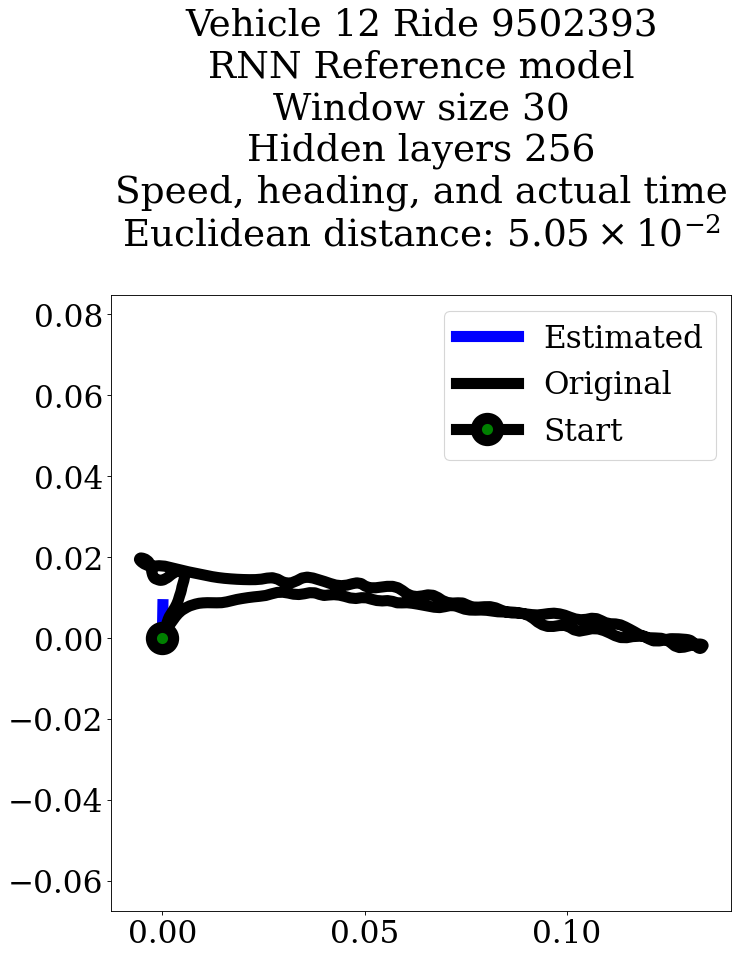 Vehicle 12 Ride 9502393
RNN Reference model
Window size 30
Hidden layers 256
Speed, heading, and actual time
Euclidean distance: 5.05 × 10⁻²
Estimated
Original
Start
0.08
0.06
0.04
0.02
0.00
−0.02
−0.04
−0.06
0.00 0.05 0.10